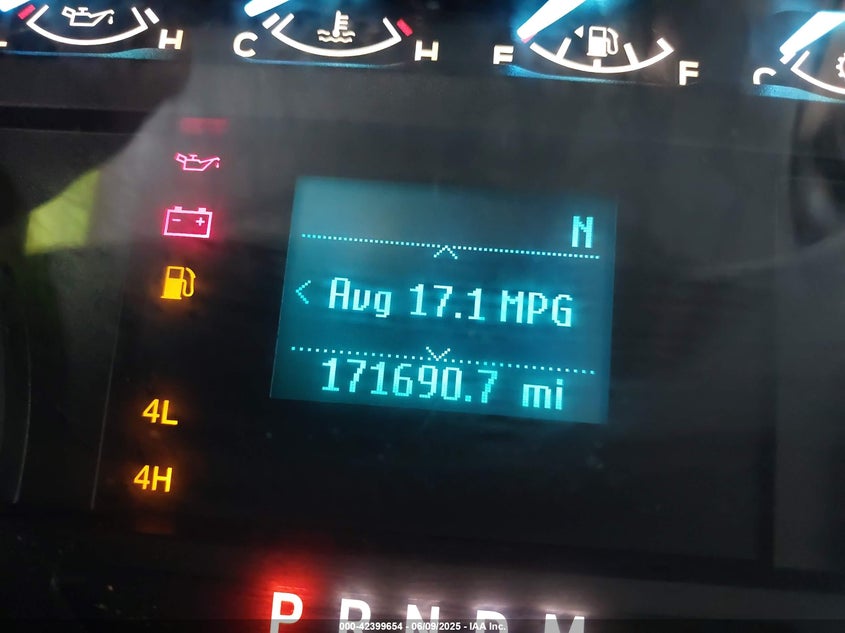 H
C H
E F
C
N
< Avg 17.1 MPG
171690.7 mi
4L
4H
P R N D M
000-42399654 - 06/09/2025 - IAA Inc.